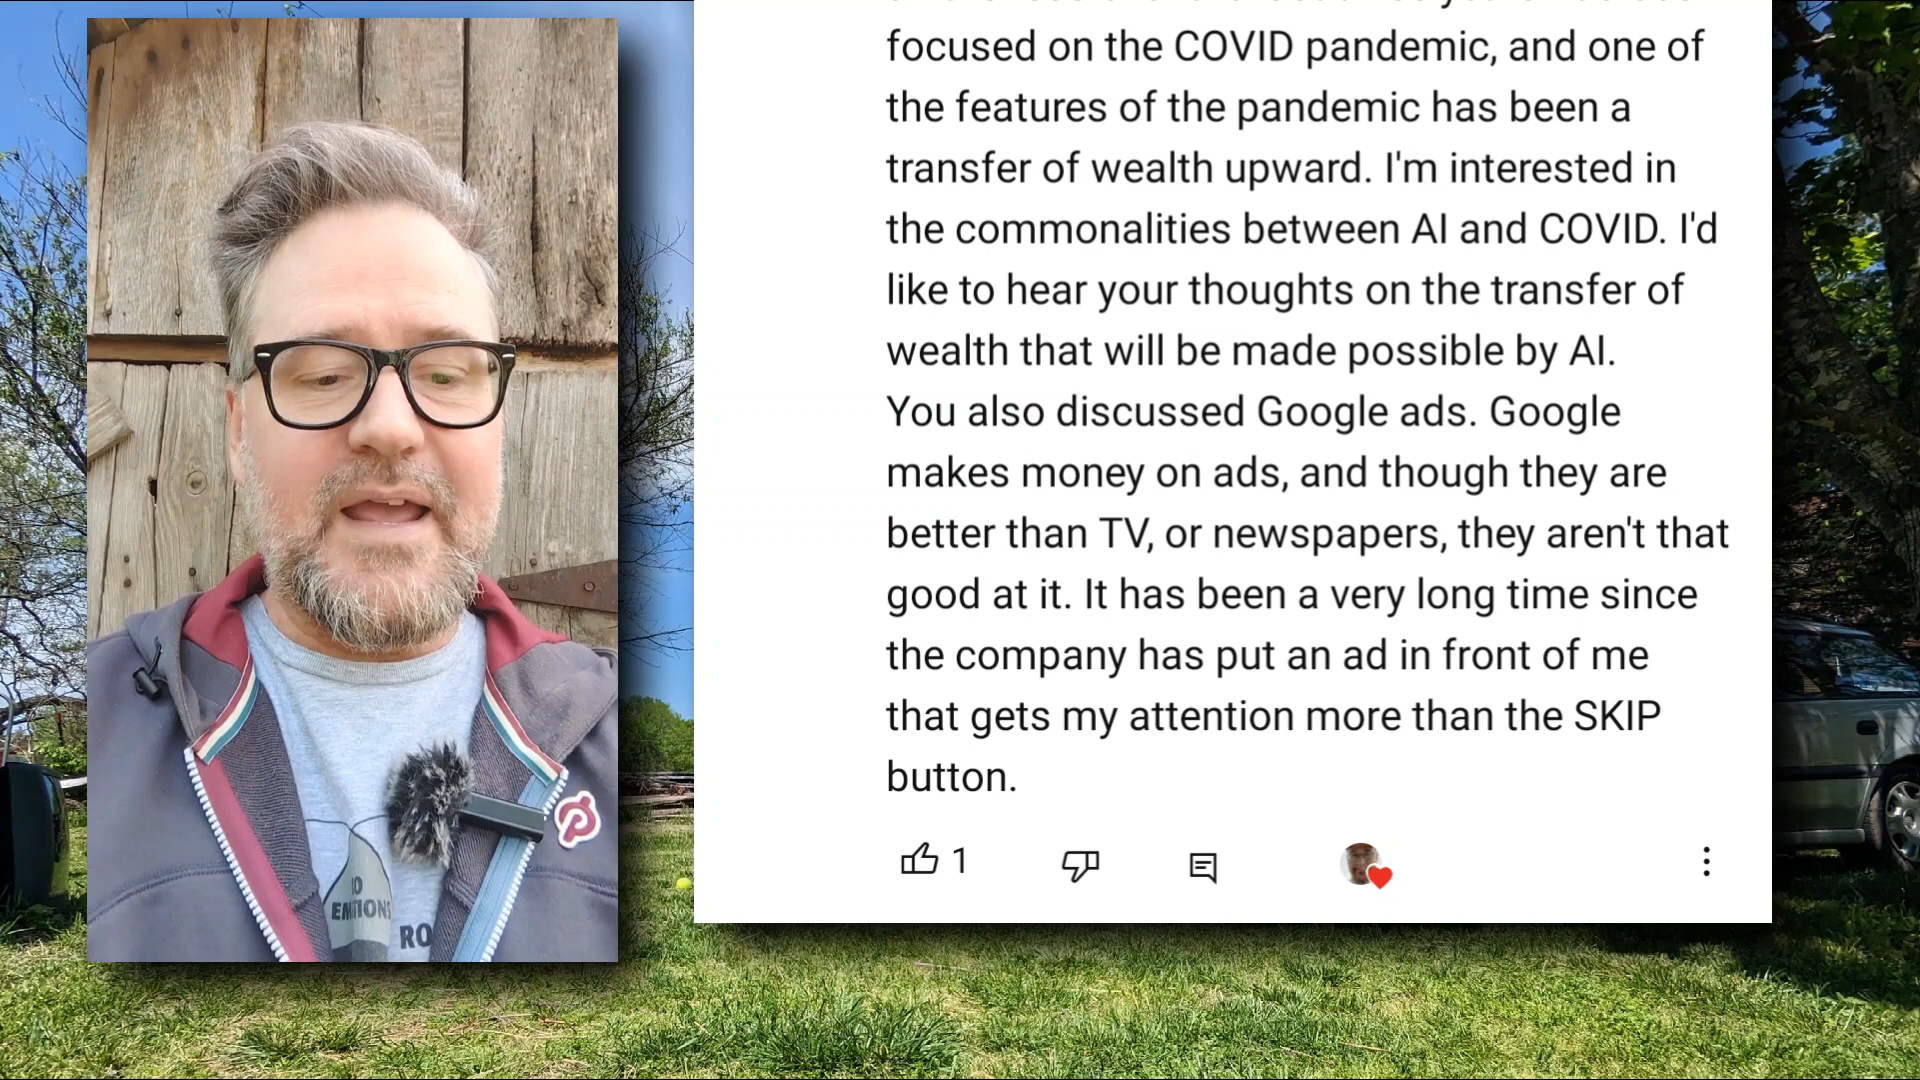 focused on the COVID pandemic, and one of
the features of the pandemic has been a
transfer of wealth upward. I'm interested in
the commonalities between AI and COVID. I'd
like to hear your thoughts on the transfer of
wealth that will be made possible by AI.
You also discussed Google ads. Google
makes money on ads, and though they are
better than TV, or newspapers, they aren't that
good at it. It has been a very long time since
the company has put an ad in front of me
that gets my attention more than the SKIP
button.
1